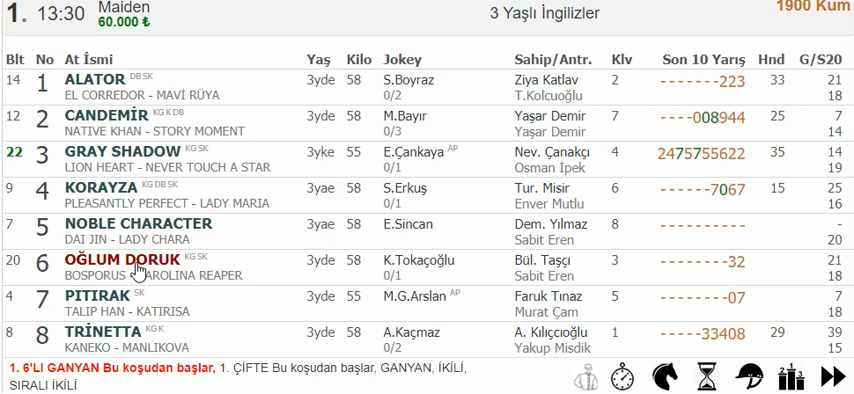 1. 13:30 Maiden 3 Yaşlı İngilizler 1900 Kum
60.000 ₺
Blt No At İsmi Yaş Kilo Jokey Sahip/Antr. Klv Son 10 Yarış Hnd G/S20
14 1 ALATOR DB SK 3yde 58 S.Boyraz Ziya Katlav 2 -------223 33 21
EL CORREDOR - MAVİ RÜYA 0/2 T.Kolcuoğlu 18
12 2 CANDEMİR KG K DB 3yde 58 M.Bayır Yaşar Demir 7 ----008944 25 7
NATIVE KHAN - STORY MOMENT 0/3 Yaşar Demir 14
22 3 GRAY SHADOW KG SK 3yke 55 E.Çankaya AP Nev. Çanakçı 4 2475755622 35 14
LION HEART - NEVER TOUCH A STAR 0/1 Osman İpek 19
9 4 KORAYZA KG DB SK 3yae 58 S.Erkuş Tur. Misir 6 ------7067 15 25
PLEASANTLY PERFECT - LADY MARIA 0/1 Enver Mutlu 16
7 5 NOBLE CHARACTER 3yae 58 E.Sincan Dem. Yılmaz 8 ---------- -
DAI JIN - LADY CHARA Sabit Eren 20
20 6 OĞLUM DORUK KG SK 3yde 58 K.Tokaçoğlu Bül. Taşçı 3 --------32 21
BOSPORUS AROLINA REAPER 0/1 Sabit Eren 18
4 7 PITIRAK SK 3yde 55 M.G.Arslan AP Faruk Tınaz 5 --------07 7
TALIP HAN - KATIRISA Murat Çam 18
8 8 TRİNETTA KG K 3yde 58 A.Kaçmaz A. Kılıçcıoğlu 1 -----33408 29 39
KANEKO - MANLIKOVA 0/2 Yakup Misdik 15
1. 6'LI GANYAN Bu koşudan başlar, 1. ÇİFTE Bu koşudan başlar, GANYAN, İKİLİ,
SIRALI İKİLİ